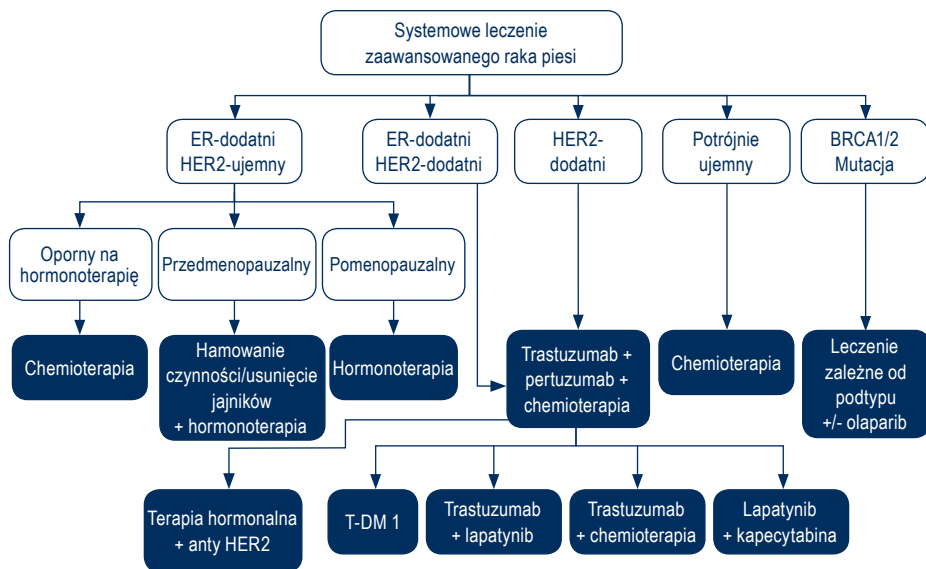 Systemowe leczenie
zaawansowanego raka piesi
ER-dodatni
HER2-ujemny
ER-dodatni
HER2-dodatni
HER2-
dodatni
Potrójnie
ujemny
BRCA1/2
Mutacja
Oporny na
hormonoterapię
Przedmenopauzalny
Pomenopauzalny
Chemioterapia
Hamowanie
czynności/usunięcie
jajników
+ hormonoterapia
Hormonoterapia
Trastuzumab +
pertuzumab +
chemioterapia
Chemioterapia
Leczenie
zależne od
podtypu
+/- olaparib
Terapia hormonalna
+ anty HER2
T-DM 1
Trastuzumab
+ lapatynib
Trastuzumab
+ chemioterapia
Lapatynib
+ kapecytabina